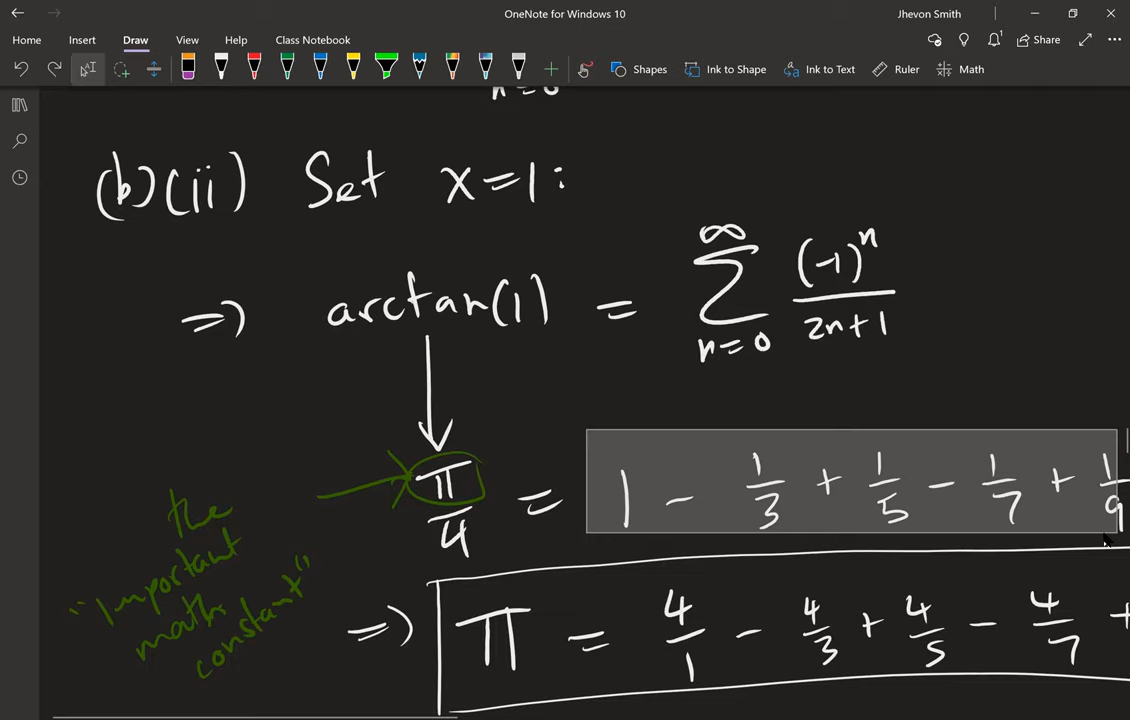 OneNote for Windows 10
Jhevon Smith
Home Insert Draw View Help Class Notebook
Share
Shapes Ink to Shape Ink to Text Ruler Math
n=0
(b)(ii) Set x=1:
=> arctan(1) = ∑ n=0 ∞ (-1)^n / 2n+1
π/4 = 1 - 1/3 + 1/5 - 1/7 + 1/9
the
"important
math
constant"
=> π = 4/1 - 4/3 + 4/5 - 4/7 +